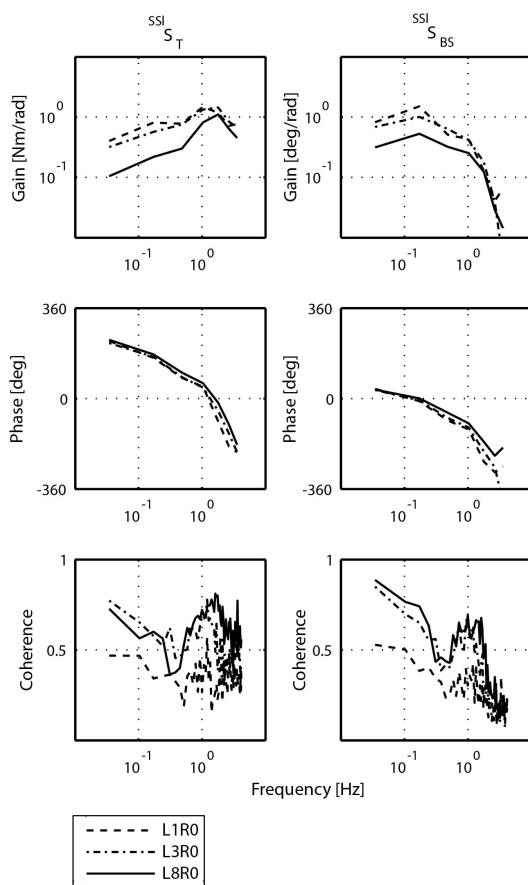 SSI S T
SSI S BS
Gain [Nm/rad]
10^0
10^-1
10^-1
10^0
Gain [deg/rad]
10^0
10^-1
10^-1
10^0
Phase [deg]
360
0
-360
10^-1
10^0
Phase [deg]
360
0
-360
10^-1
10^0
Coherence
1
0.5
10^-1
10^0
Coherence
1
0.5
10^-1
10^0
Frequency [Hz]
L1R0
L3R0
L8R0